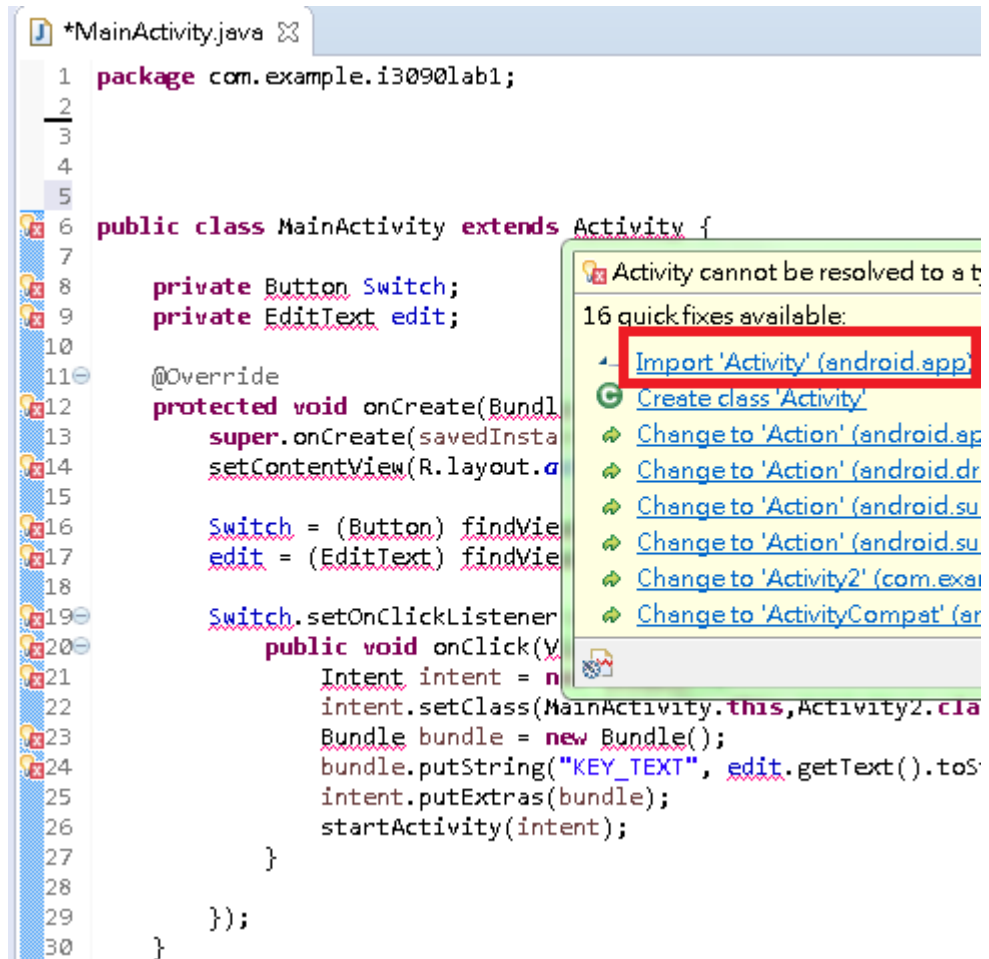 *MainActivity.java
1 package com.example.i3090lab1;
2
3
4
5
6 public class MainActivity extends Activity {
7
8 private Button Switch;
9 private EditText edit;
10
11 @Override
12 protected void onCreate(Bundl
13 super.onCreate(savedInsta
14 setContentView(R.layout.a
15
16 Switch = (Button) findVie
17 edit = (EditText) findVie
18
19 Switch.setOnClickListener
20 public void onClick(V
21 Intent intent = n
22 intent.setClass(MainActivity.this,Activity2.cla
23 Bundle bundle = new Bundle();
24 bundle.putString("KEY_TEXT", edit.getText().toS
25 intent.putExtras(bundle);
26 startActivity(intent);
27 }
28
29 });
30 }
Activity cannot be resolved to a ty
16 quick fixes available:
Import 'Activity' (android.app)
Create class 'Activity'
Change to 'Action' (android.ap
Change to 'Action' (android.dr
Change to 'Action' (android.su
Change to 'Action' (android.su
Change to 'Activity2' (com.exa
Change to 'ActivityCompat' (an